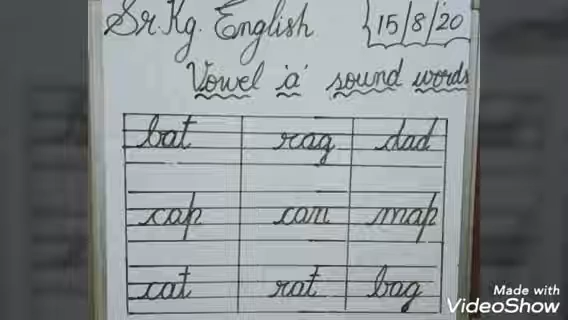 Sr. Kg. English 15/8/20
Vowel 'a' sound words
bat rag dad
cap can map
cat rat bag
Made with
VideoShow